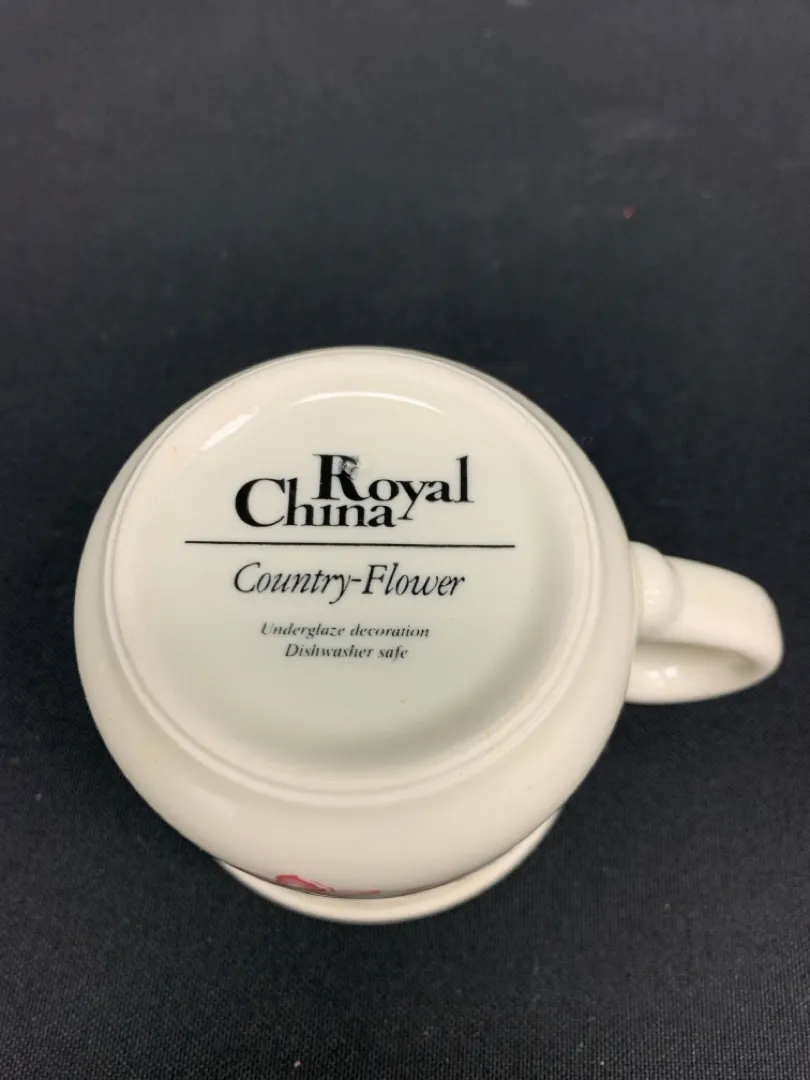 Royal
China
Country-Flower
Underglaze decoration
Dishwasher safe